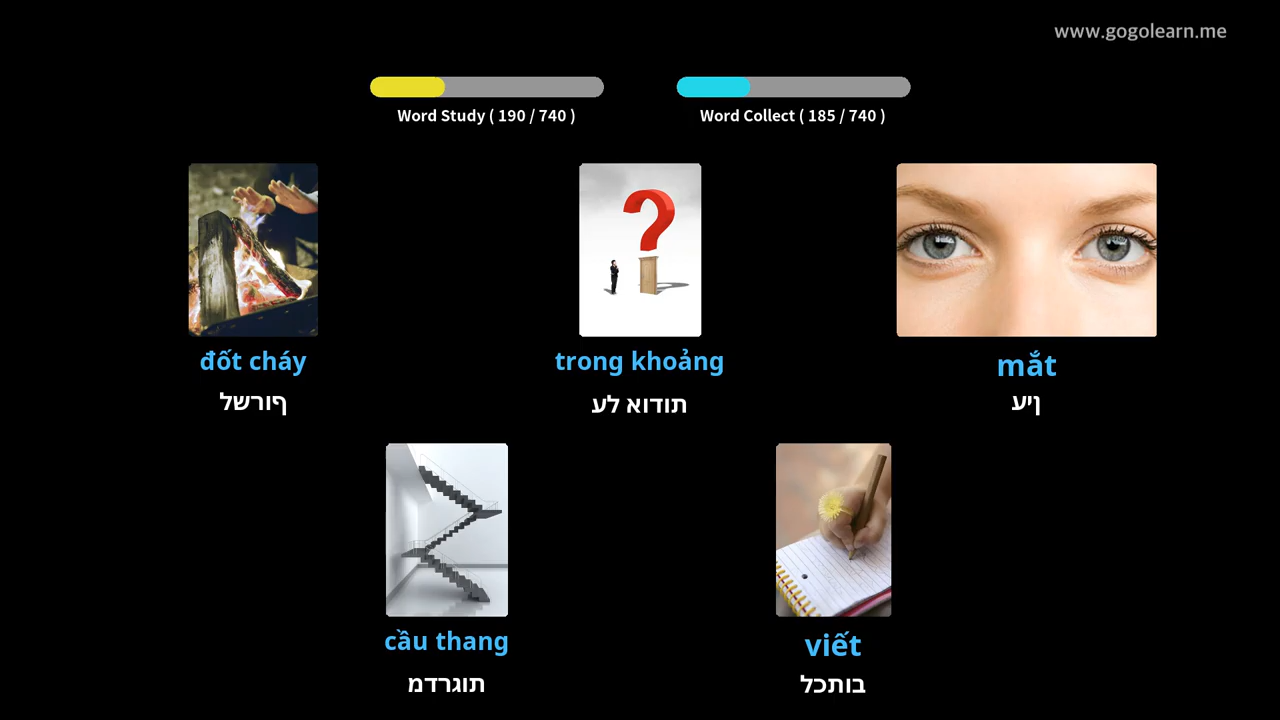 www.gogolearn.me
Word Study ( 190 / 740 )
Word Collect ( 185 / 740 )
đốt cháy
לשרוף
trong khoảng
על אודות
mắt
עין
cầu thang
מדרגות
viết
לכתוב